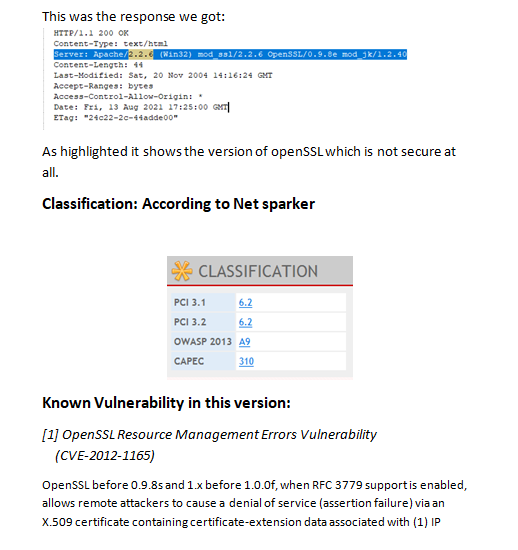 This was the response we got:
HTTP/1.1 200 OK
Content-Type: text/html
Server: Apache/2.2.6 (Win32) mod_ssl/2.2.6 OpenSSL/0.9.8e mod_jk/1.2.40
Content-Length: 44
Last-Modified: Sat, 20 Nov 2004 14:16:24 GMT
Accept-Ranges: bytes
Access-Control-Allow-Origin: *
Date: Fri, 13 Aug 2021 17:25:00 GMT
ETag: "24c22-2c-44adde00"
As highlighted it shows the version of openSSL which is not secure at
all.
Classification: According to Net sparker
CLASSIFICATION
PCI 3.1 6.2
PCI 3.2 6.2
OWASP 2013 A9
CAPEC 310
Known Vulnerability in this version:
[1] OpenSSL Resource Management Errors Vulnerability
(CVE-2012-1165)
OpenSSL before 0.9.8s and 1.x before 1.0.0f, when RFC 3779 support is enabled,
allows remote attackers to cause a denial of service (assertion failure) via an
X.509 certificate containing certificate-extension data associated with (1) IP